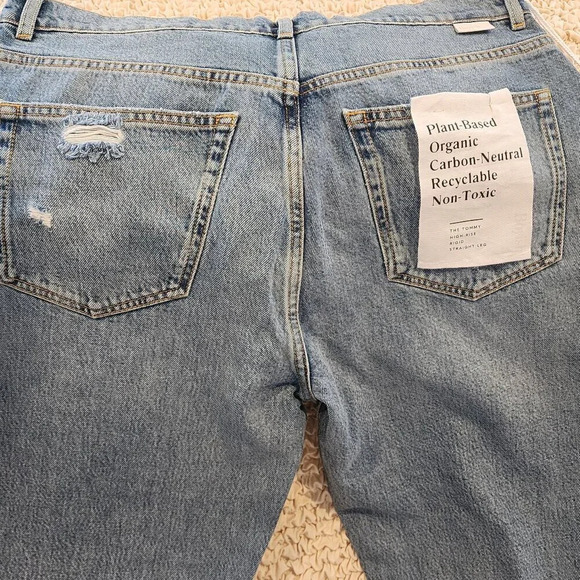 Plant-Based
Organic
Carbon-Neutral
Recyclable
Non-Toxic
THE TOMMY
HIGH-RISE
RIGID
STRAIGHT LEG